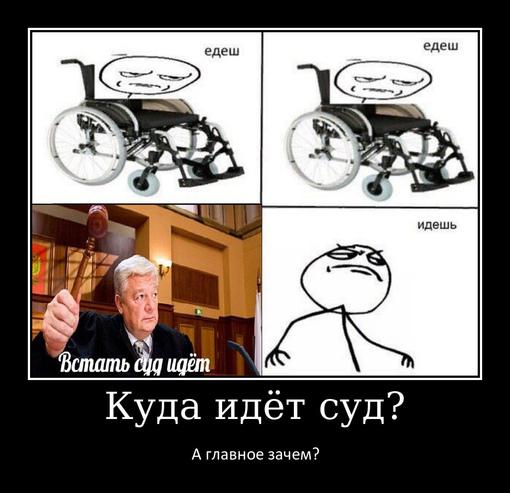 едеш
едеш
Встать суд идёт
идешь
Куда идёт суд?
А главное зачем?